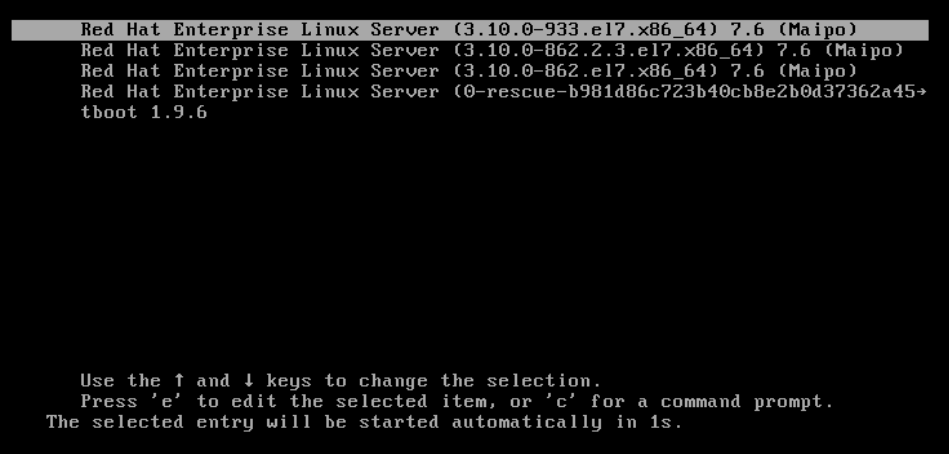 Red Hat Enterprise Linux Server (3.10.0-933.el7.x86_64) 7.6 (Maipo)
Red Hat Enterprise Linux Server (3.10.0-862.2.3.el7.x86_64) 7.6 (Maipo)
Red Hat Enterprise Linux Server (3.10.0-862.el7.x86_64) 7.6 (Maipo)
Red Hat Enterprise Linux Server (0-rescue-b981d86c723b40cb8e2b0d37362a45→
tboot 1.9.6
Use the ↑ and ↓ keys to change the selection.
Press 'e' to edit the selected item, or 'c' for a command prompt.
The selected entry will be started automatically in 1s.